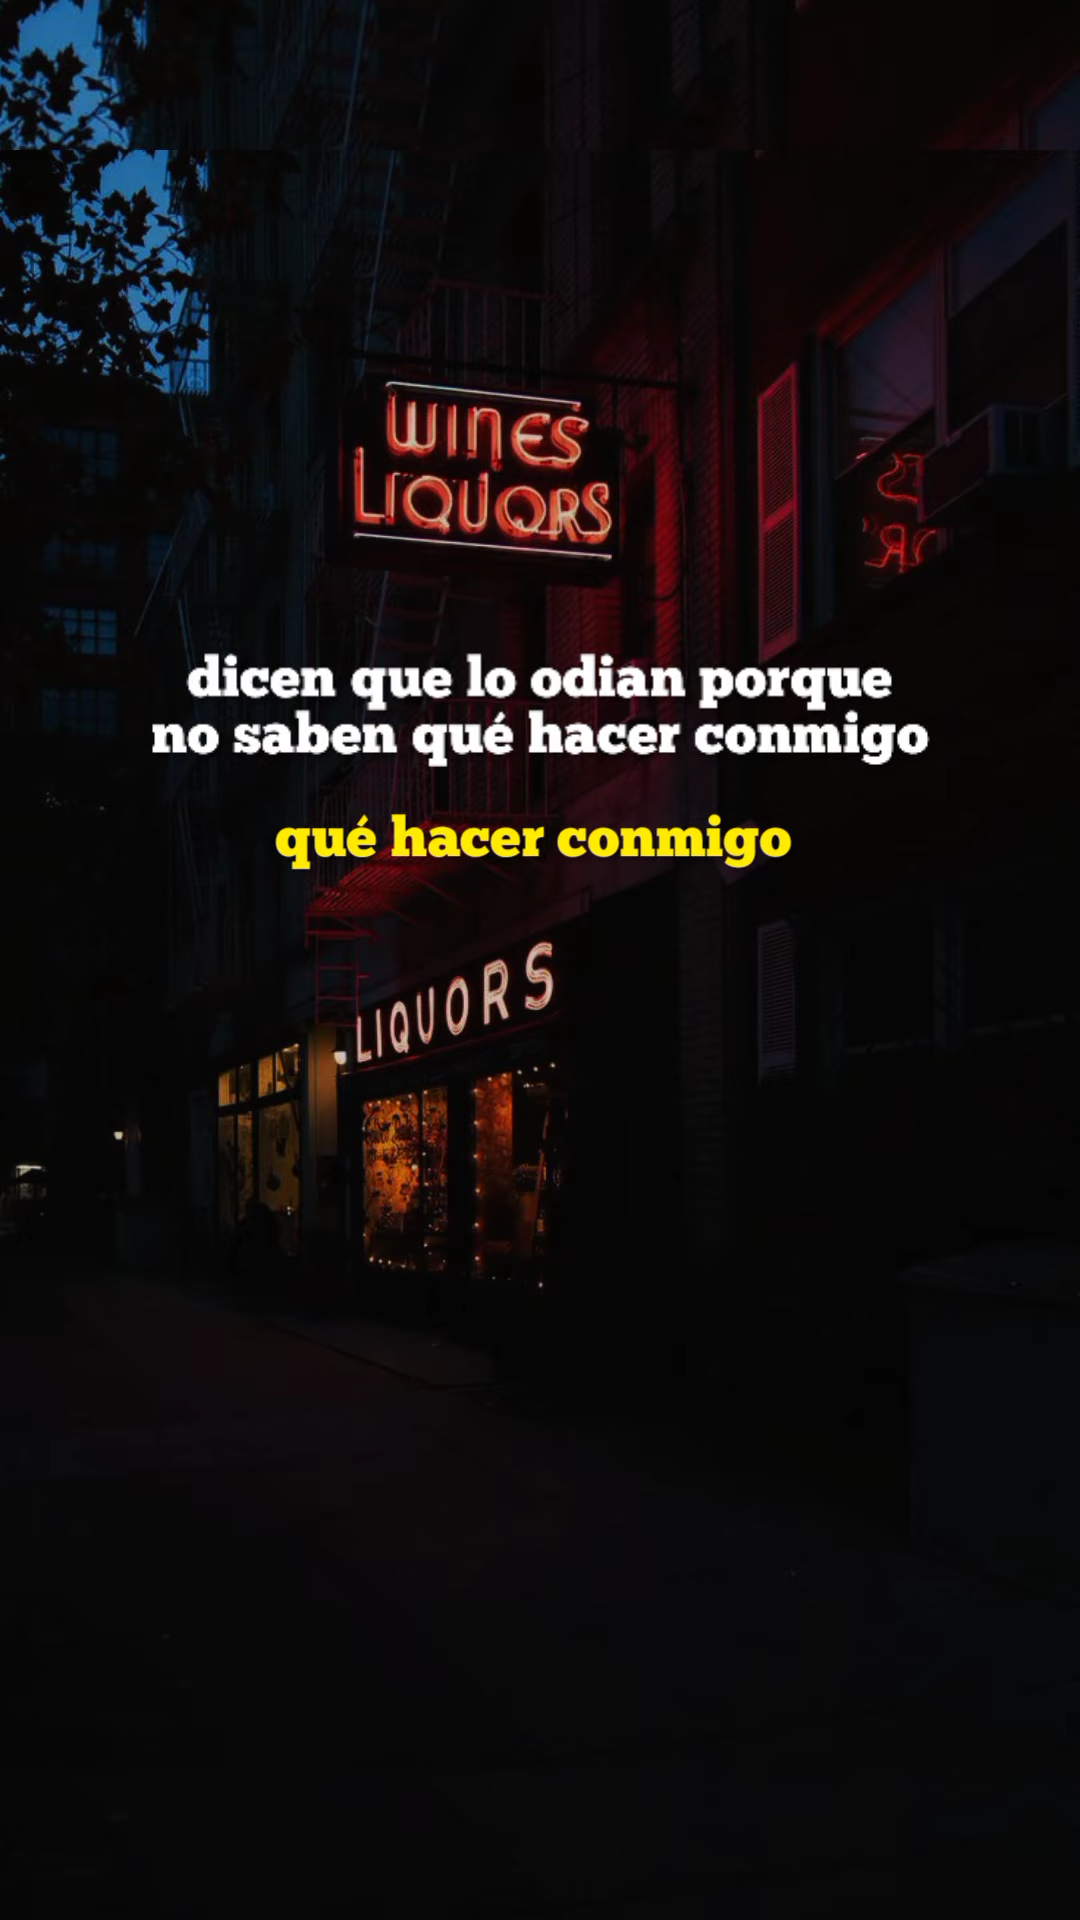 WINES
LIQUORS
dicen que lo odian porque
no saben qué hacer conmigo
qué hacer conmigo
LIQUORS